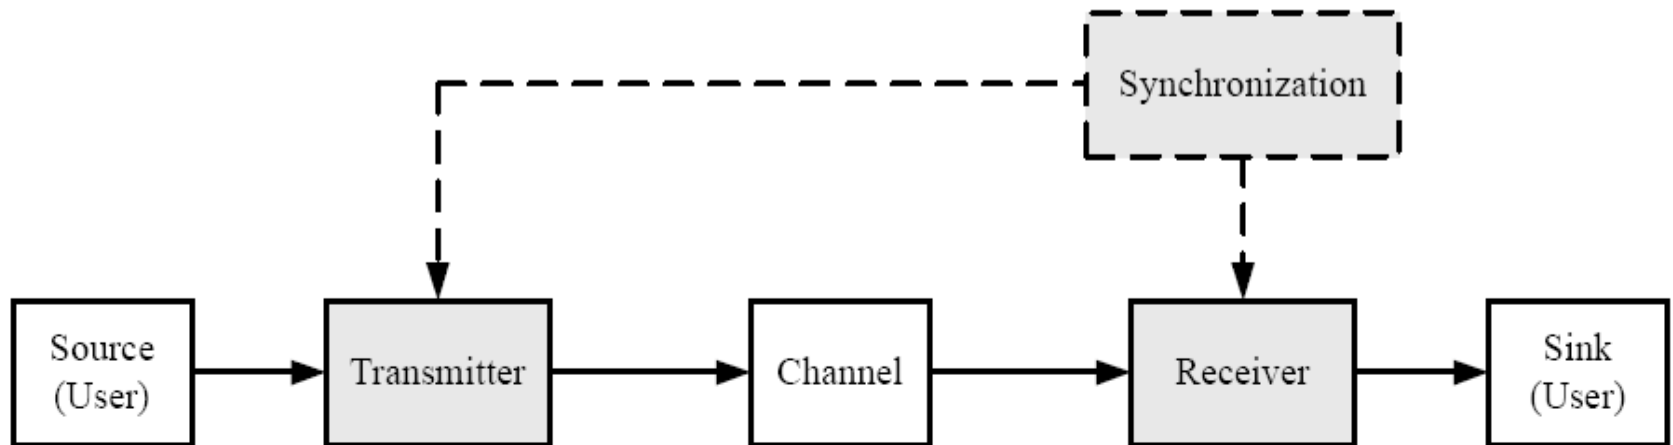 Synchronization
Source
(User)
Transmitter
Channel
Receiver
Sink
(User)